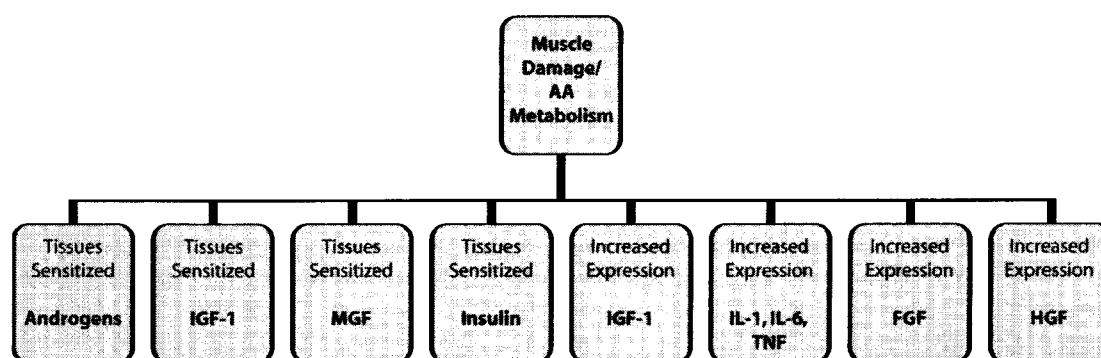 Muscle
Damage/
AA
Metabolism
Tissues
Sensitized
Androgens
Tissues
Sensitized
IGF-1
Tissues
Sensitized
MGF
Tissues
Sensitized
Insulin
Increased
Expression
IGF-1
Increased
Expression
IL-1, IL-6,
TNF
Increased
Expression
FGF
Increased
Expression
HGF